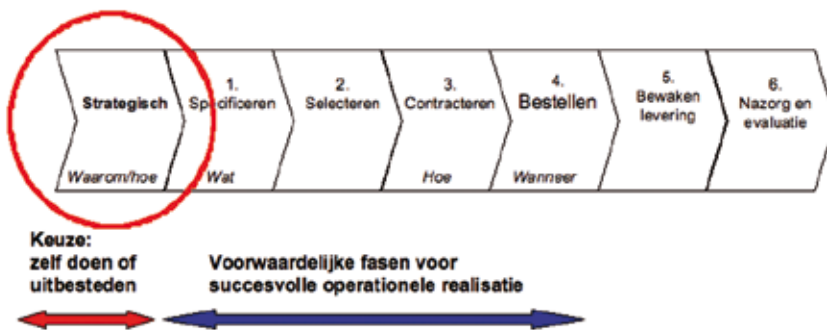 Strategisch
Waarom/hoe
1.
Specificeren
Wat
2.
Selecteren
3.
Contracteren
Hoe
4.
Bestellen
Wanneer
5.
Bewaken
levering
6.
Nazorg en
evaluatie
Keuze:
zelf doen of
uitbesteden
Voorwaardelijke fasen voor
succesvolle operationele realisatie